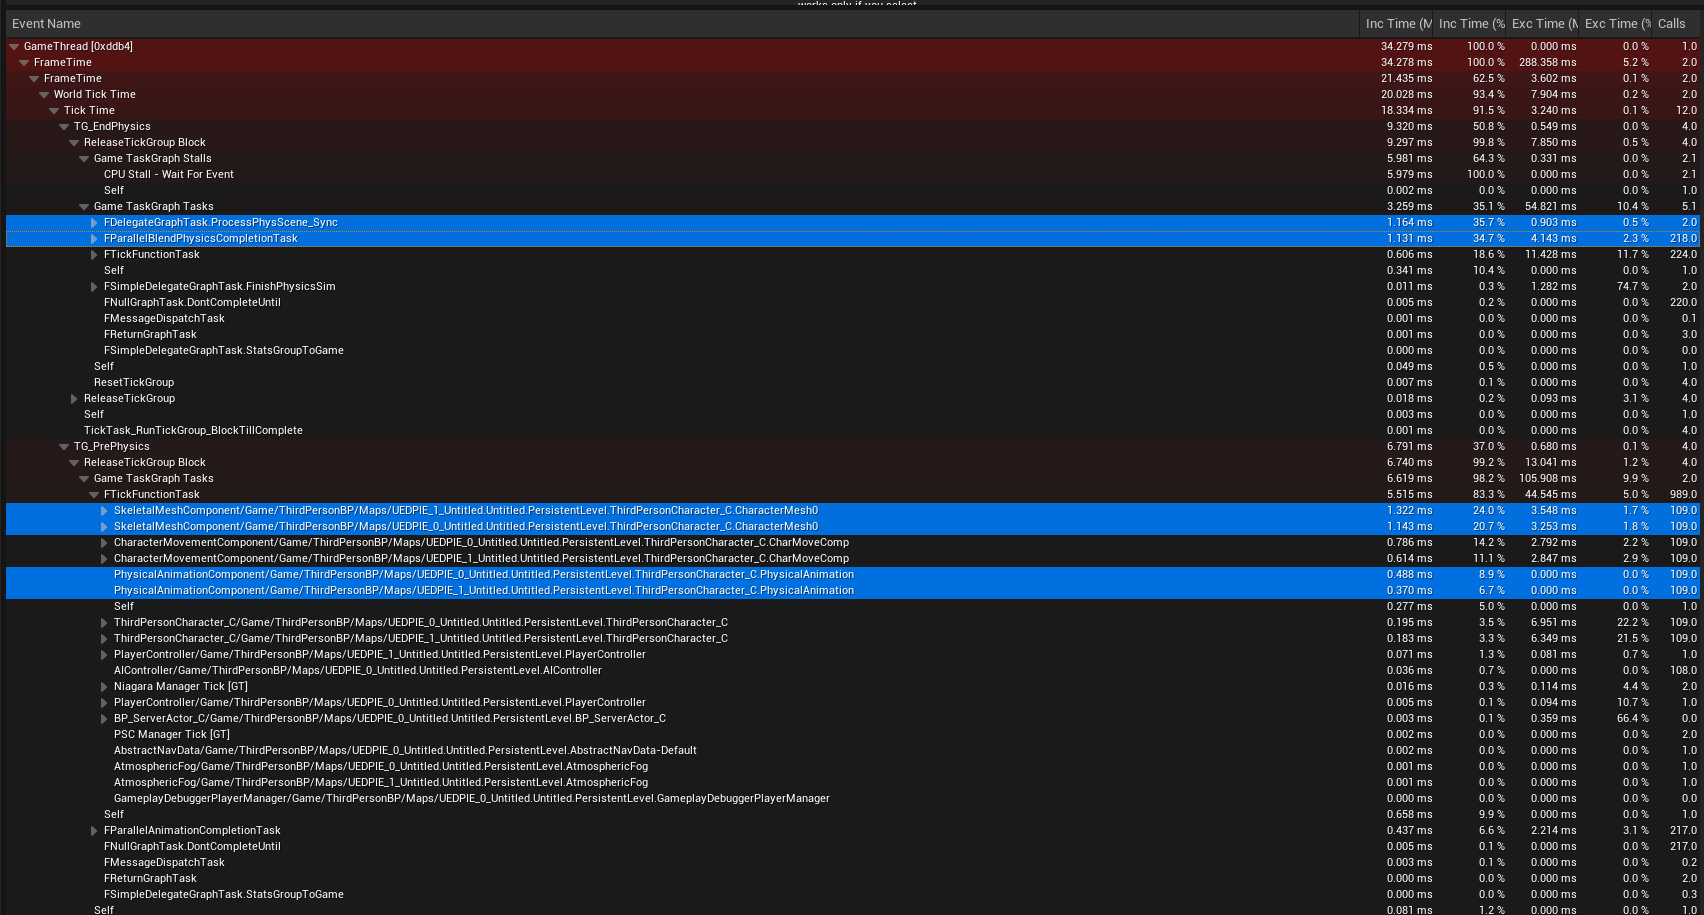 works only if you select
Event Name Inc Time (M Inc Time (% Exc Time (M Exc Time (% Calls
GameThread [0xddb4] 34.279 ms 100.0 % 0.000 ms 0.0 % 1.0
FrameTime 34.278 ms 100.0 % 288.358 ms 5.2 % 2.0
FrameTime 21.435 ms 62.5 % 3.602 ms 0.1 % 2.0
World Tick Time 20.028 ms 93.4 % 7.904 ms 0.2 % 2.0
Tick Time 18.334 ms 91.5 % 3.240 ms 0.1 % 12.0
TG_EndPhysics 9.320 ms 50.8 % 0.549 ms 0.0 % 4.0
ReleaseTickGroup Block 9.297 ms 99.8 % 7.850 ms 0.5 % 4.0
Game TaskGraph Stalls 5.981 ms 64.3 % 0.331 ms 0.0 % 2.1
CPU Stall - Wait For Event 5.979 ms 100.0 % 0.000 ms 0.0 % 2.1
Self 0.002 ms 0.0 % 0.000 ms 0.0 % 1.0
Game TaskGraph Tasks 3.259 ms 35.1 % 54.821 ms 10.4 % 5.1
FDelegateGraphTask.ProcessPhysScene_Sync 1.164 ms 35.7 % 0.903 ms 0.5 % 2.0
FParallelBlendPhysicsCompletionTask 1.131 ms 34.7 % 4.143 ms 2.3 % 218.0
FTickFunctionTask 0.606 ms 18.6 % 11.428 ms 11.7 % 224.0
Self 0.341 ms 10.4 % 0.000 ms 0.0 % 1.0
FSimpleDelegateGraphTask.FinishPhysicsSim 0.011 ms 0.3 % 1.282 ms 74.7 % 2.0
FNullGraphTask.DontCompleteUntil 0.005 ms 0.2 % 0.000 ms 0.0 % 220.0
FMessageDispatchTask 0.001 ms 0.0 % 0.000 ms 0.0 % 0.1
FReturnGraphTask 0.001 ms 0.0 % 0.000 ms 0.0 % 3.0
FSimpleDelegateGraphTask.StatsGroupToGame 0.000 ms 0.0 % 0.000 ms 0.0 % 0.0
Self 0.049 ms 0.5 % 0.000 ms 0.0 % 1.0
ResetTickGroup 0.007 ms 0.1 % 0.000 ms 0.0 % 4.0
ReleaseTickGroup 0.018 ms 0.2 % 0.093 ms 3.1 % 4.0
Self 0.003 ms 0.0 % 0.000 ms 0.0 % 1.0
TickTask_RunTickGroup_BlockTillComplete 0.001 ms 0.0 % 0.000 ms 0.0 % 4.0
TG_PrePhysics 6.791 ms 37.0 % 0.680 ms 0.1 % 4.0
ReleaseTickGroup Block 6.740 ms 99.2 % 13.041 ms 1.2 % 4.0
Game TaskGraph Tasks 6.619 ms 98.2 % 105.908 ms 9.9 % 2.0
FTickFunctionTask 5.515 ms 83.3 % 44.545 ms 5.0 % 989.0
SkeletalMeshComponent/Game/ThirdPersonBP/Maps/UEDPIE_1_Untitled.Untitled.PersistentLevel.ThirdPersonCharacter_C.CharacterMesh0 1.322 ms 24.0 % 3.548 ms 1.7 % 109.0
SkeletalMeshComponent/Game/ThirdPersonBP/Maps/UEDPIE_0_Untitled.Untitled.PersistentLevel.ThirdPersonCharacter_C.CharacterMesh0 1.143 ms 20.7 % 3.253 ms 1.8 % 109.0
CharacterMovementComponent/Game/ThirdPersonBP/Maps/UEDPIE_0_Untitled.Untitled.PersistentLevel.ThirdPersonCharacter_C.CharMoveComp 0.786 ms 14.2 % 2.792 ms 2.2 % 109.0
CharacterMovementComponent/Game/ThirdPersonBP/Maps/UEDPIE_1_Untitled.Untitled.PersistentLevel.ThirdPersonCharacter_C.CharMoveComp 0.614 ms 11.1 % 2.847 ms 2.9 % 109.0
PhysicalAnimationComponent/Game/ThirdPersonBP/Maps/UEDPIE_0_Untitled.Untitled.PersistentLevel.ThirdPersonCharacter_C.PhysicalAnimation 0.488 ms 8.9 % 0.000 ms 0.0 % 109.0
PhysicalAnimationComponent/Game/ThirdPersonBP/Maps/UEDPIE_1_Untitled.Untitled.PersistentLevel.ThirdPersonCharacter_C.PhysicalAnimation 0.370 ms 6.7 % 0.000 ms 0.0 % 109.0
Self 0.277 ms 5.0 % 0.000 ms 0.0 % 1.0
ThirdPersonCharacter_C/Game/ThirdPersonBP/Maps/UEDPIE_0_Untitled.Untitled.PersistentLevel.ThirdPersonCharacter_C 0.195 ms 3.5 % 6.951 ms 22.2 % 109.0
ThirdPersonCharacter_C/Game/ThirdPersonBP/Maps/UEDPIE_1_Untitled.Untitled.PersistentLevel.ThirdPersonCharacter_C 0.183 ms 3.3 % 6.349 ms 21.5 % 109.0
PlayerController/Game/ThirdPersonBP/Maps/UEDPIE_1_Untitled.Untitled.PersistentLevel.PlayerController 0.071 ms 1.3 % 0.081 ms 0.7 % 1.0
AIController/Game/ThirdPersonBP/Maps/UEDPIE_0_Untitled.Untitled.PersistentLevel.AIController 0.036 ms 0.7 % 0.000 ms 0.0 % 108.0
Niagara Manager Tick [GT] 0.016 ms 0.3 % 0.114 ms 4.4 % 2.0
PlayerController/Game/ThirdPersonBP/Maps/UEDPIE_0_Untitled.Untitled.PersistentLevel.PlayerController 0.005 ms 0.1 % 0.094 ms 10.7 % 1.0
BP_ServerActor_C/Game/ThirdPersonBP/Maps/UEDPIE_0_Untitled.Untitled.PersistentLevel.BP_ServerActor_C 0.003 ms 0.1 % 0.359 ms 66.4 % 0.0
PSC Manager Tick [GT] 0.002 ms 0.0 % 0.000 ms 0.0 % 2.0
AbstractNavData/Game/ThirdPersonBP/Maps/UEDPIE_0_Untitled.Untitled.PersistentLevel.AbstractNavData-Default 0.002 ms 0.0 % 0.000 ms 0.0 % 1.0
AtmosphericFog/Game/ThirdPersonBP/Maps/UEDPIE_0_Untitled.Untitled.PersistentLevel.AtmosphericFog 0.001 ms 0.0 % 0.000 ms 0.0 % 1.0
AtmosphericFog/Game/ThirdPersonBP/Maps/UEDPIE_1_Untitled.Untitled.PersistentLevel.AtmosphericFog 0.001 ms 0.0 % 0.000 ms 0.0 % 1.0
GameplayDebuggerPlayerManager/Game/ThirdPersonBP/Maps/UEDPIE_0_Untitled.Untitled.PersistentLevel.GameplayDebuggerPlayerManager 0.000 ms 0.0 % 0.000 ms 0.0 % 0.0
Self 0.658 ms 9.9 % 0.000 ms 0.0 % 1.0
FParallelAnimationCompletionTask 0.437 ms 6.6 % 2.214 ms 3.1 % 217.0
FNullGraphTask.DontCompleteUntil 0.005 ms 0.1 % 0.000 ms 0.0 % 217.0
FMessageDispatchTask 0.003 ms 0.1 % 0.000 ms 0.0 % 0.2
FReturnGraphTask 0.000 ms 0.0 % 0.000 ms 0.0 % 2.0
FSimpleDelegateGraphTask.StatsGroupToGame 0.000 ms 0.0 % 0.000 ms 0.0 % 0.3
Self 0.081 ms 1.2 % 0.000 ms 0.0 % 1.0